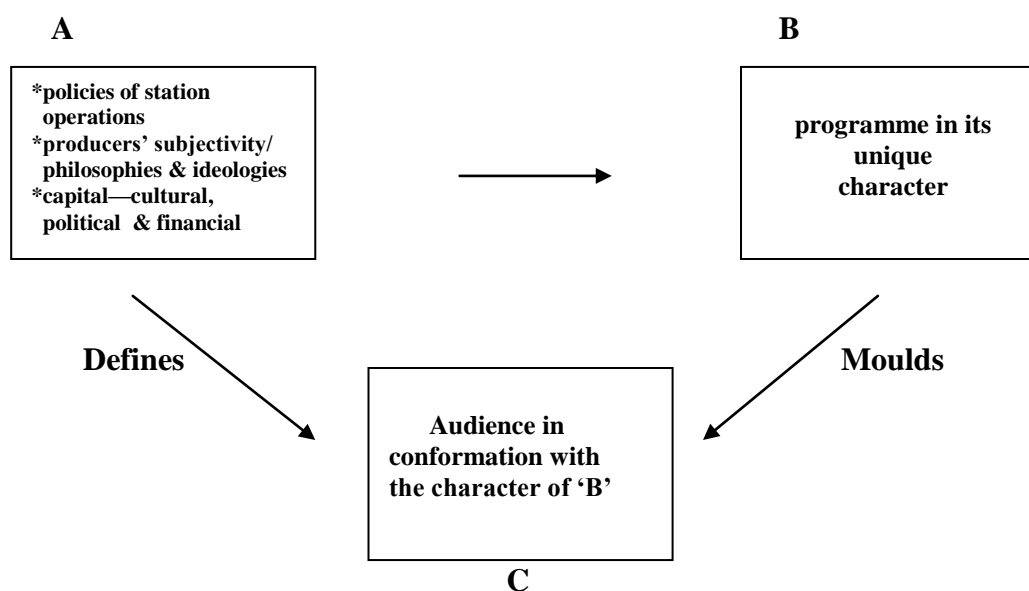 A
B
*policies of station
operations
*producers' subjectivity/
philosophies & ideologies
*capital—cultural,
political & financial
programme in its
unique
character
Defines
Moulds
Audience in
conformation with
the character of ‘B’
C